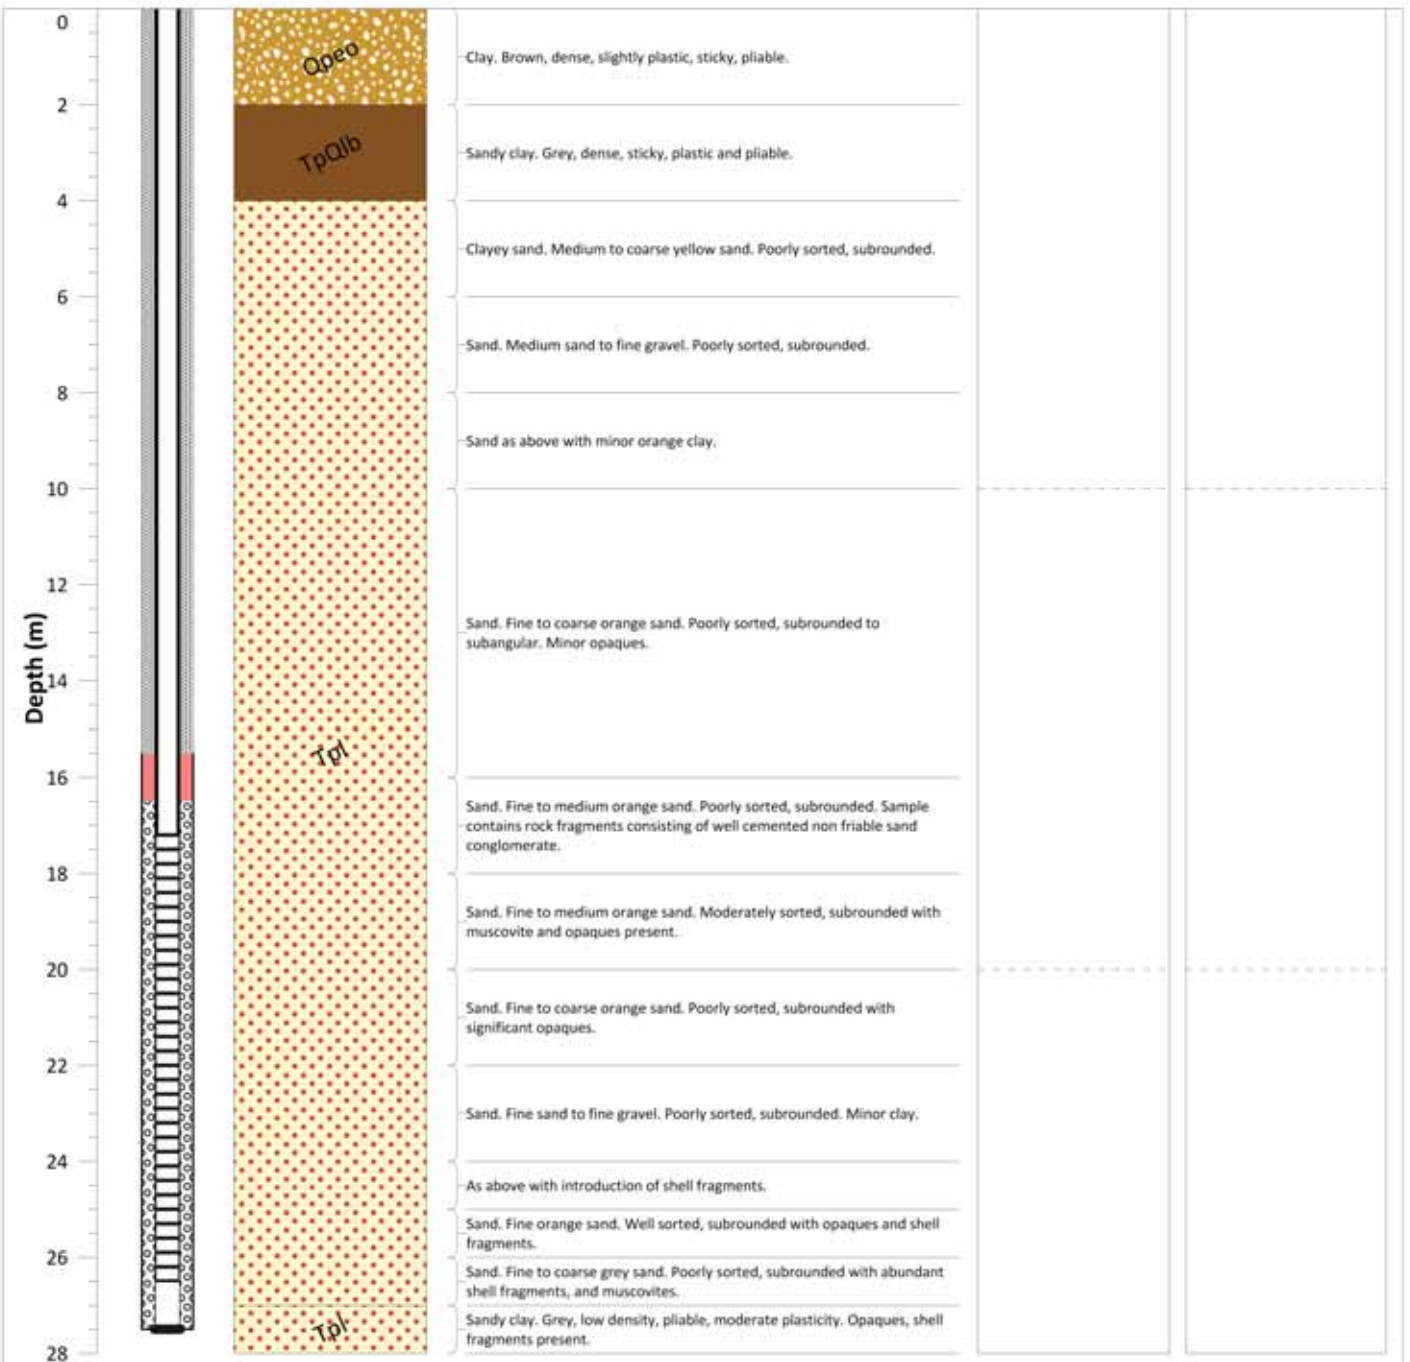 0
Qpeo
Clay. Brown, dense, slightly plastic, sticky, pliable.
2
TpQlb
Sandy clay. Grey, dense, sticky, plastic and pliable.
4
Clayey sand. Medium to coarse yellow sand. Poorly sorted, subrounded.
6
Sand. Medium sand to fine gravel. Poorly sorted, subrounded.
8
Sand as above with minor orange clay.
10
12
Sand. Fine to coarse orange sand. Poorly sorted, subrounded to
subangular. Minor opaques.
Depth (m)
14
Tpl
16
Sand. Fine to medium orange sand. Poorly sorted, subrounded. Sample
contains rock fragments consisting of well cemented non friable sand
conglomerate.
18
Sand. Fine to medium orange sand. Moderately sorted, subrounded with
muscovite and opaques present.
20
Sand. Fine to coarse orange sand. Poorly sorted, subrounded with
significant opaques.
22
Sand. Fine sand to fine gravel. Poorly sorted, subrounded. Minor clay.
24
As above with introduction of shell fragments.
Sand. Fine orange sand. Well sorted, subrounded with opaques and shell
fragments.
26
Sand. Fine to coarse grey sand. Poorly sorted, subrounded with abundant
shell fragments, and muscovites.
Tpl
Sandy clay. Grey, low density, pliable, moderate plasticity. Opaques, shell
fragments present.
28